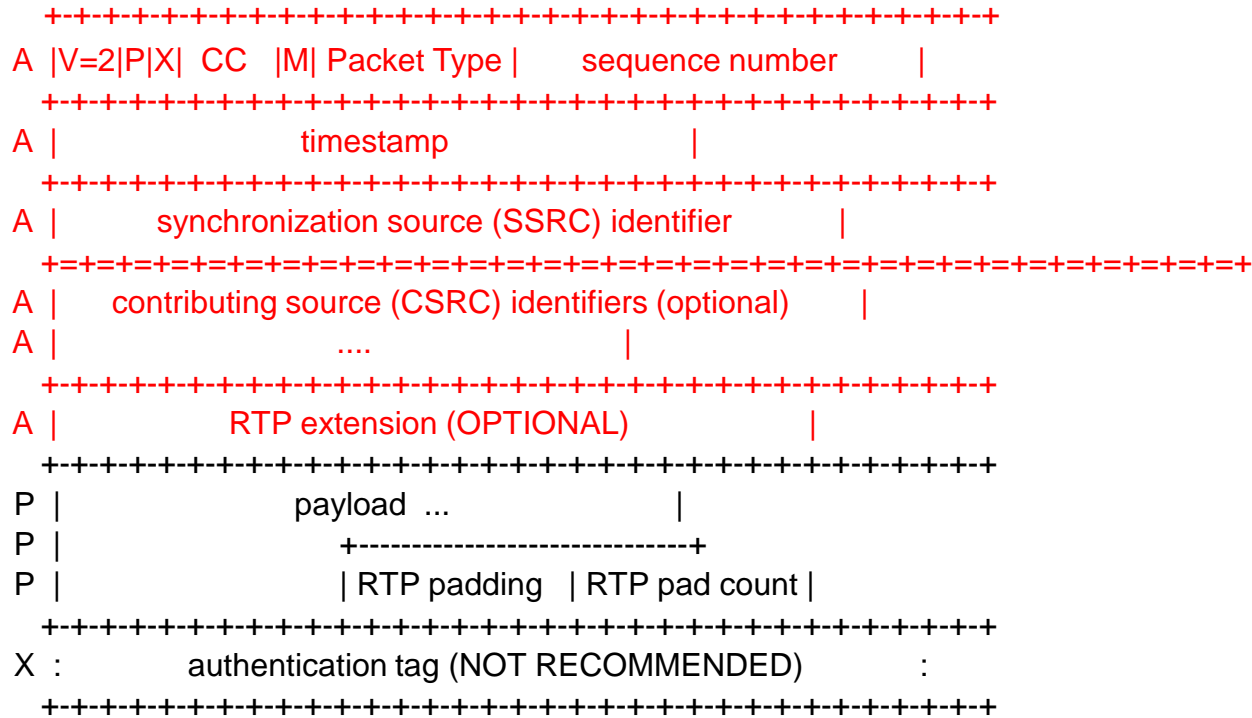 +-+-+-+-+-+-+-+-+-+-+-+-+-+-+-+-+-+-+-+-+-+-+-+-+-+-+-+-+-+-+-+-+
A |V=2|P|X| CC |M| Packet Type | sequence number |
+-+-+-+-+-+-+-+-+-+-+-+-+-+-+-+-+-+-+-+-+-+-+-+-+-+-+-+-+-+-+-+-+
A | timestamp |
+-+-+-+-+-+-+-+-+-+-+-+-+-+-+-+-+-+-+-+-+-+-+-+-+-+-+-+-+-+-+-+-+
A | synchronization source (SSRC) identifier |
+=+=+=+=+=+=+=+=+=+=+=+=+=+=+=+=+=+=+=+=+=+=+=+=+=+=+=+=+=+=+=+=+
A | contributing source (CSRC) identifiers (optional) |
A | .... |
+-+-+-+-+-+-+-+-+-+-+-+-+-+-+-+-+-+-+-+-+-+-+-+-+-+-+-+-+-+-+-+-+
A | RTP extension (OPTIONAL) |
+-+-+-+-+-+-+-+-+-+-+-+-+-+-+-+-+-+-+-+-+-+-+-+-+-+-+-+-+-+-+-+-+
P | payload ... |
P | +-------------------------------+
P | | RTP padding | RTP pad count |
+-+-+-+-+-+-+-+-+-+-+-+-+-+-+-+-+-+-+-+-+-+-+-+-+-+-+-+-+-+-+-+-+
X : authentication tag (NOT RECOMMENDED) :
+-+-+-+-+-+-+-+-+-+-+-+-+-+-+-+-+-+-+-+-+-+-+-+-+-+-+-+-+-+-+-+-+